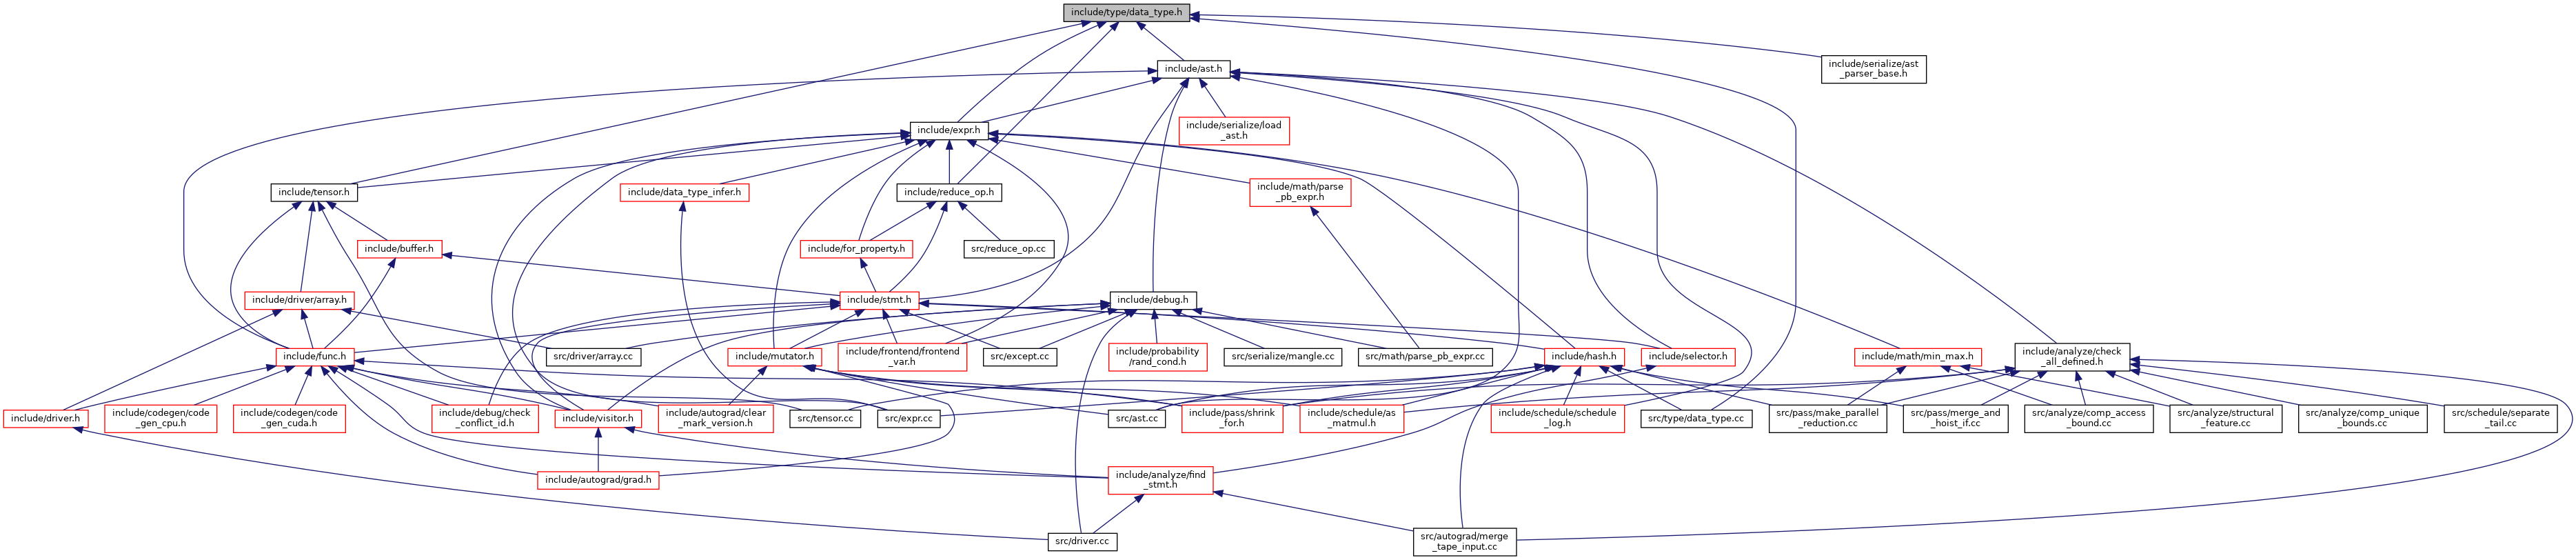 include/type/data_type.h
include/ast.h
include/serialize/ast
_parser_base.h
include/expr.h
include/serialize/load
_ast.h
include/tensor.h
include/data_type_infer.h
include/reduce_op.h
include/math/parse
_pb_expr.h
include/buffer.h
include/for_property.h
src/reduce_op.cc
include/driver/array.h
include/stmt.h
include/debug.h
include/func.h
src/driver/array.cc
include/mutator.h
include/frontend/frontend
_var.h
src/except.cc
include/probability
/rand_cond.h
src/serialize/mangle.cc
src/math/parse_pb_expr.cc
include/hash.h
include/selector.h
include/math/min_max.h
include/analyze/check
_all_defined.h
include/driver.h
include/codegen/code
_gen_cpu.h
include/codegen/code
_gen_cuda.h
include/debug/check
_conflict_id.h
include/visitor.h
include/autograd/clear
_mark_version.h
src/tensor.cc
src/expr.cc
src/ast.cc
include/pass/shrink
_for.h
include/schedule/as
_matmul.h
include/schedule/schedule
_log.h
src/type/data_type.cc
src/pass/make_parallel
_reduction.cc
src/pass/merge_and
_hoist_if.cc
src/analyze/comp_access
_bound.cc
src/analyze/structural
_feature.cc
src/analyze/comp_unique
_bounds.cc
src/schedule/separate
_tail.cc
include/autograd/grad.h
include/analyze/find
_stmt.h
src/driver.cc
src/autograd/merge
_tape_input.cc